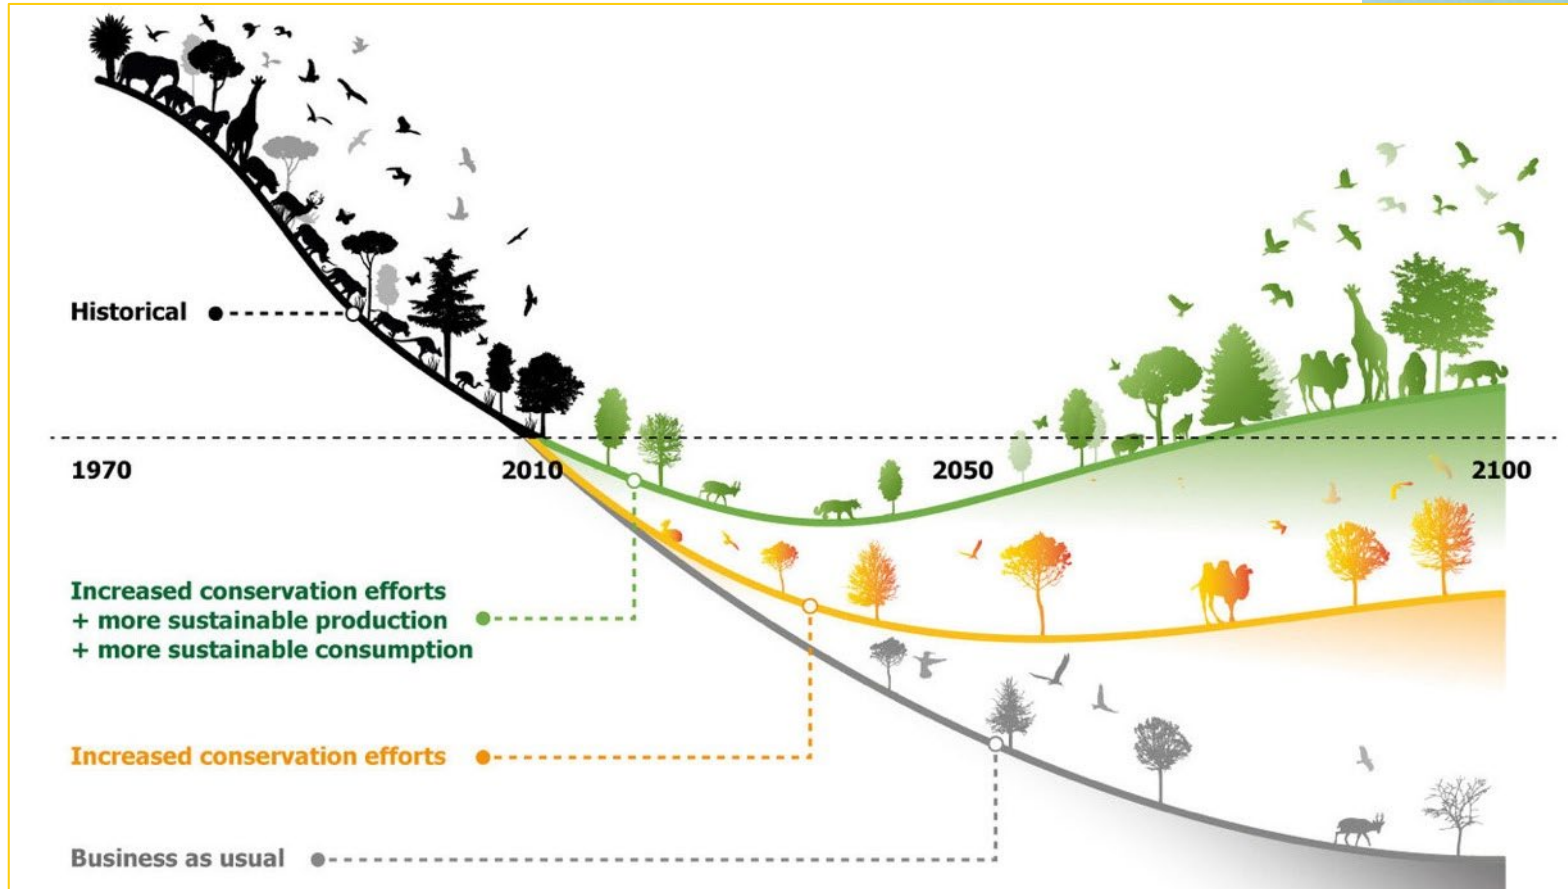 Historical
1970
2010
2050
2100
Increased conservation efforts
+ more sustainable production
+ more sustainable consumption
Increased conservation efforts
Business as usual